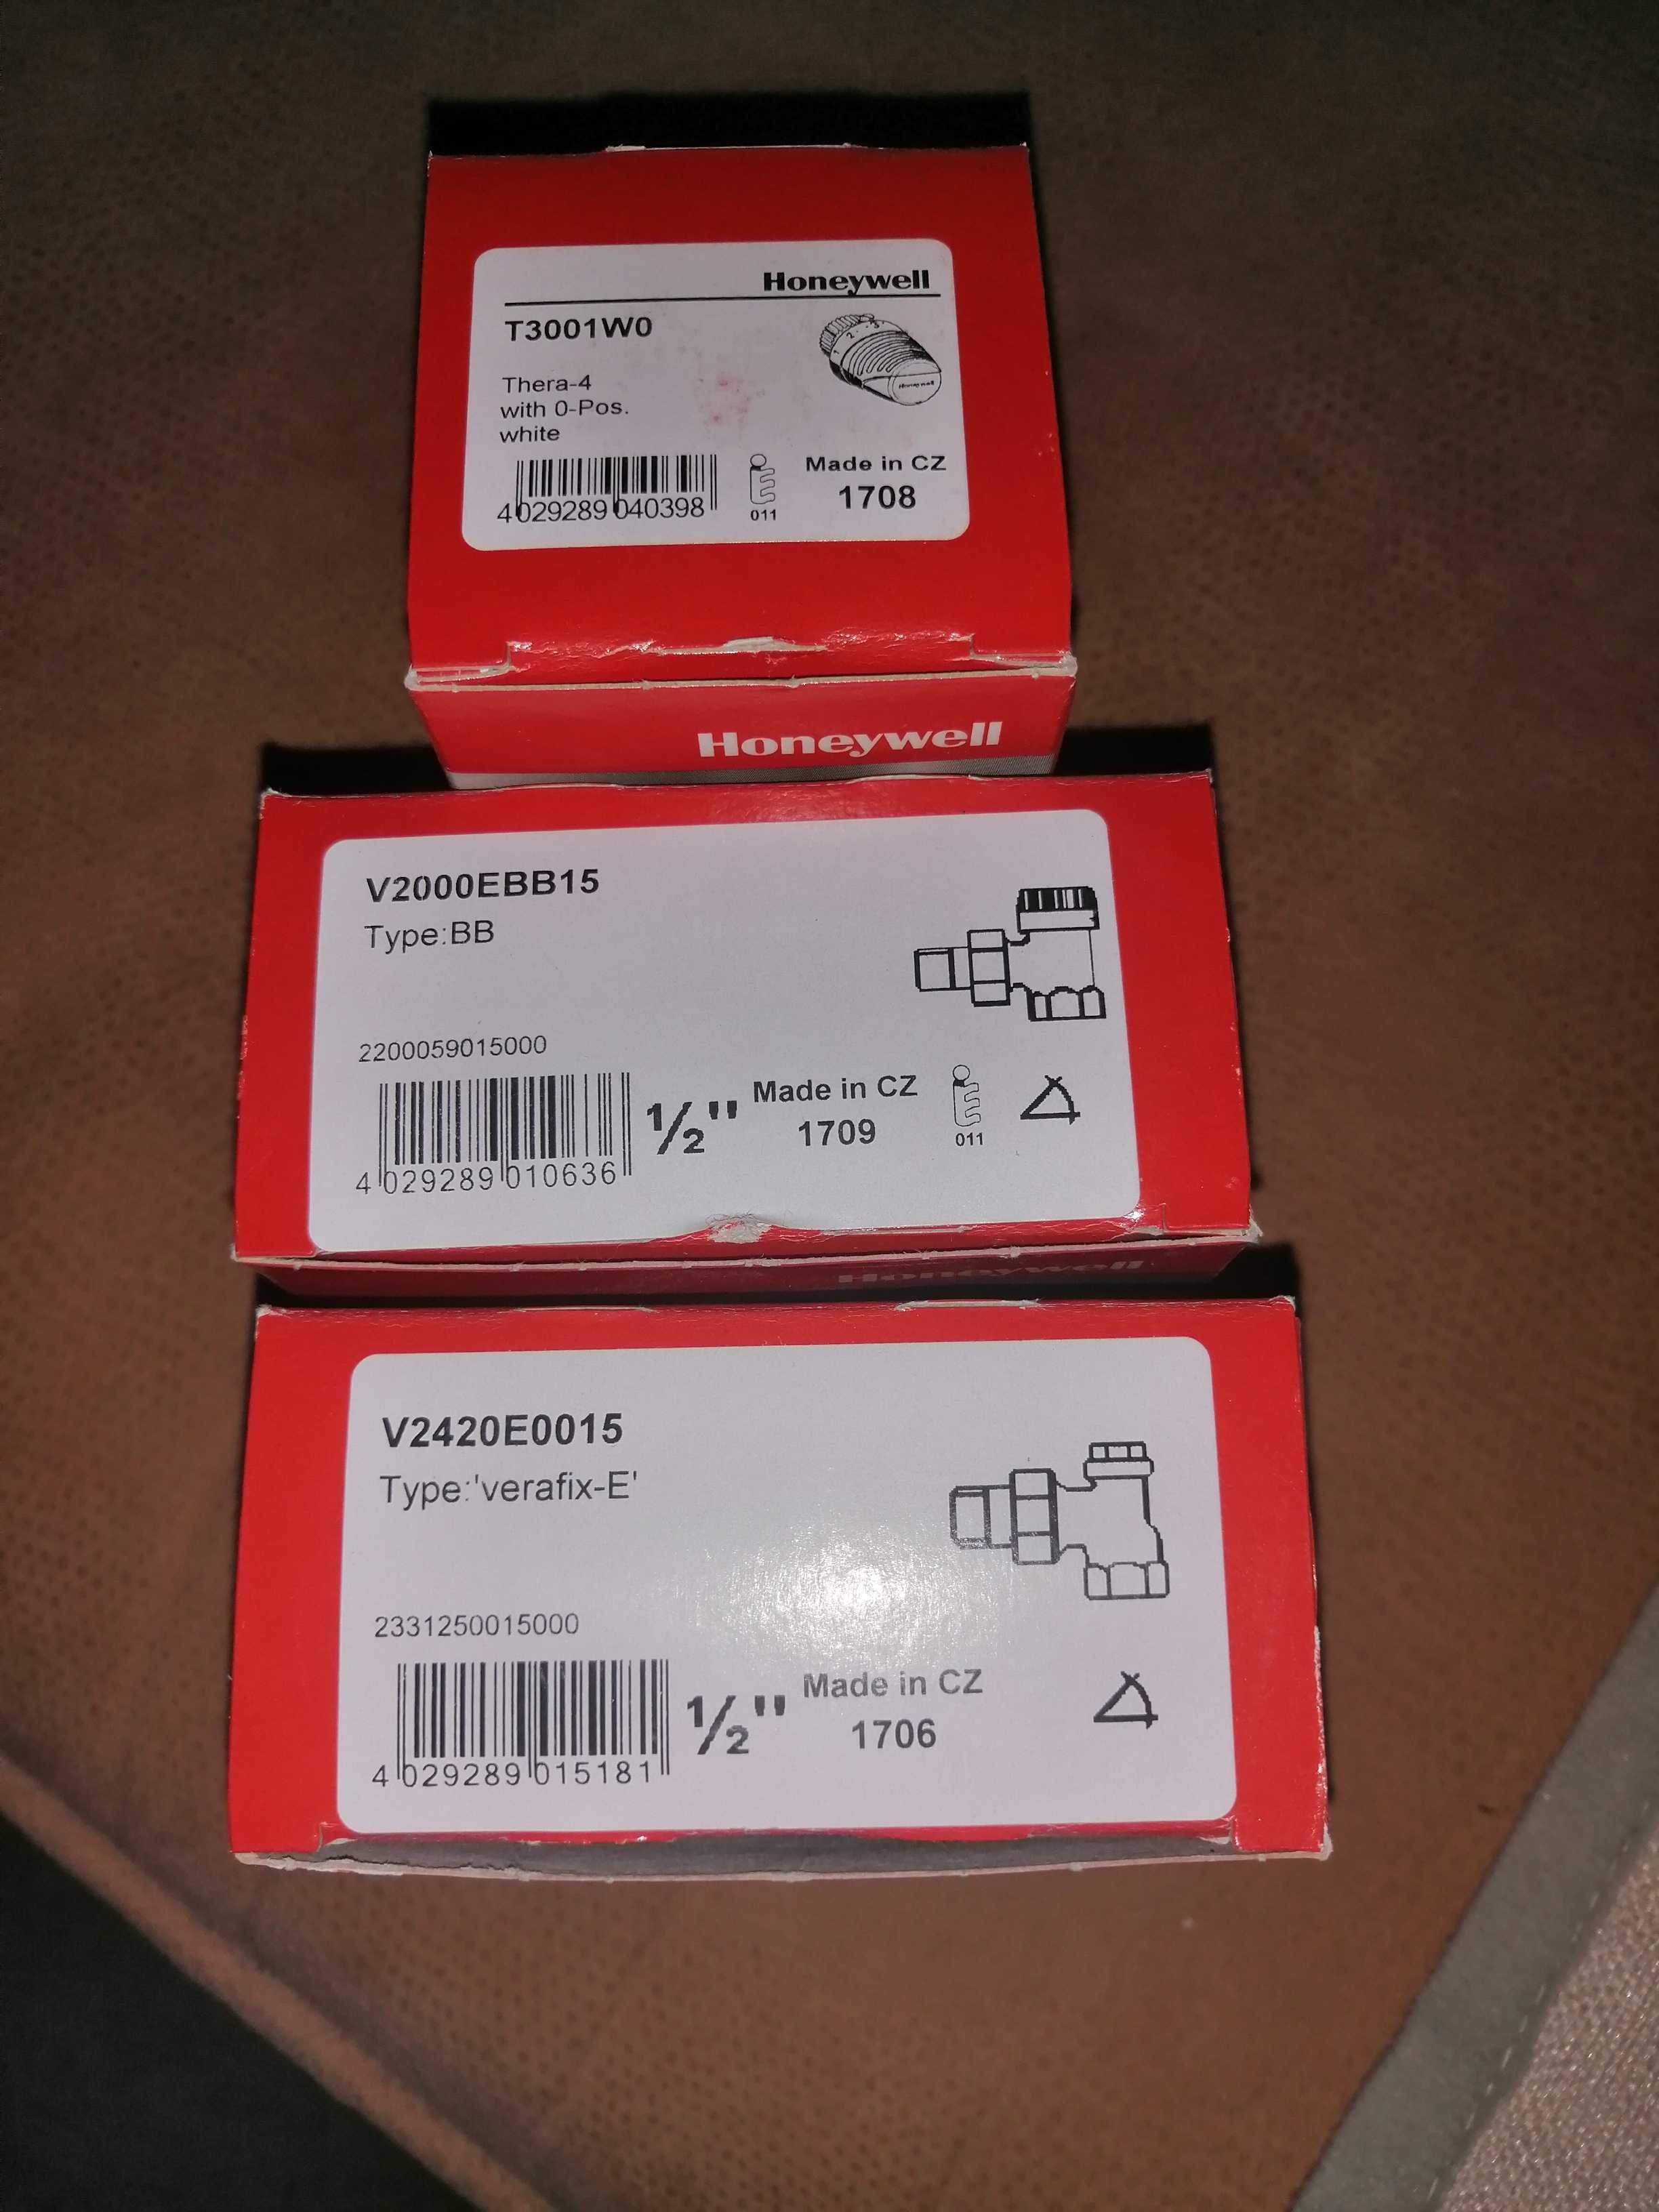 Honeywell
T3001W0
Thera-4
with 0-Pos.
white
4 029289 040398
011
Made in CZ
1708
Honeywell
V2000EBB15
Type:BB
2200059015000
4 029289 010636
1/2"
Made in CZ
1709
011
Honeywell
V2420E0015
Type:'verafix-E'
2331250015000
4 029289 015181
1/2"
Made in CZ
1706